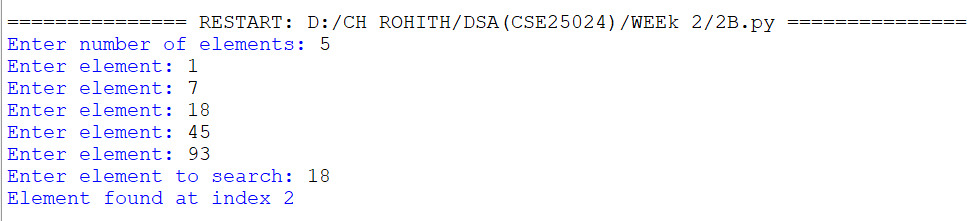 =============== RESTART: D:/CH ROHITH/DSA(CSE25024)/WEEk 2/2B.py ===============
Enter number of elements: 5
Enter element: 1
Enter element: 7
Enter element: 18
Enter element: 45
Enter element: 93
Enter element to search: 18
Element found at index 2